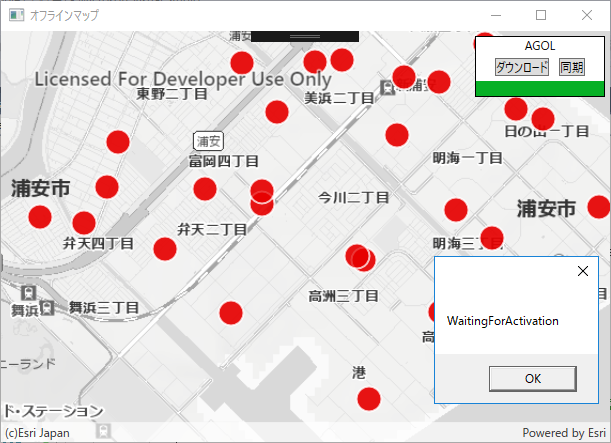 オフラインマップ
AGOL
ダウンロード 同期
Licensed For Developer Use Only
東野二丁目
美浜二丁目
日の出一丁目
浦安
富岡四丁目
明海一丁目
浦安市
今川二丁目
浦安市
弁天四丁目
弁天二丁目
明海三丁目
舞浜
舞浜三丁目
高洲三丁目
WaitingForActivation
ニーランド
港
OK
ド・ステーション
(c)Esri Japan
Powered by Esri